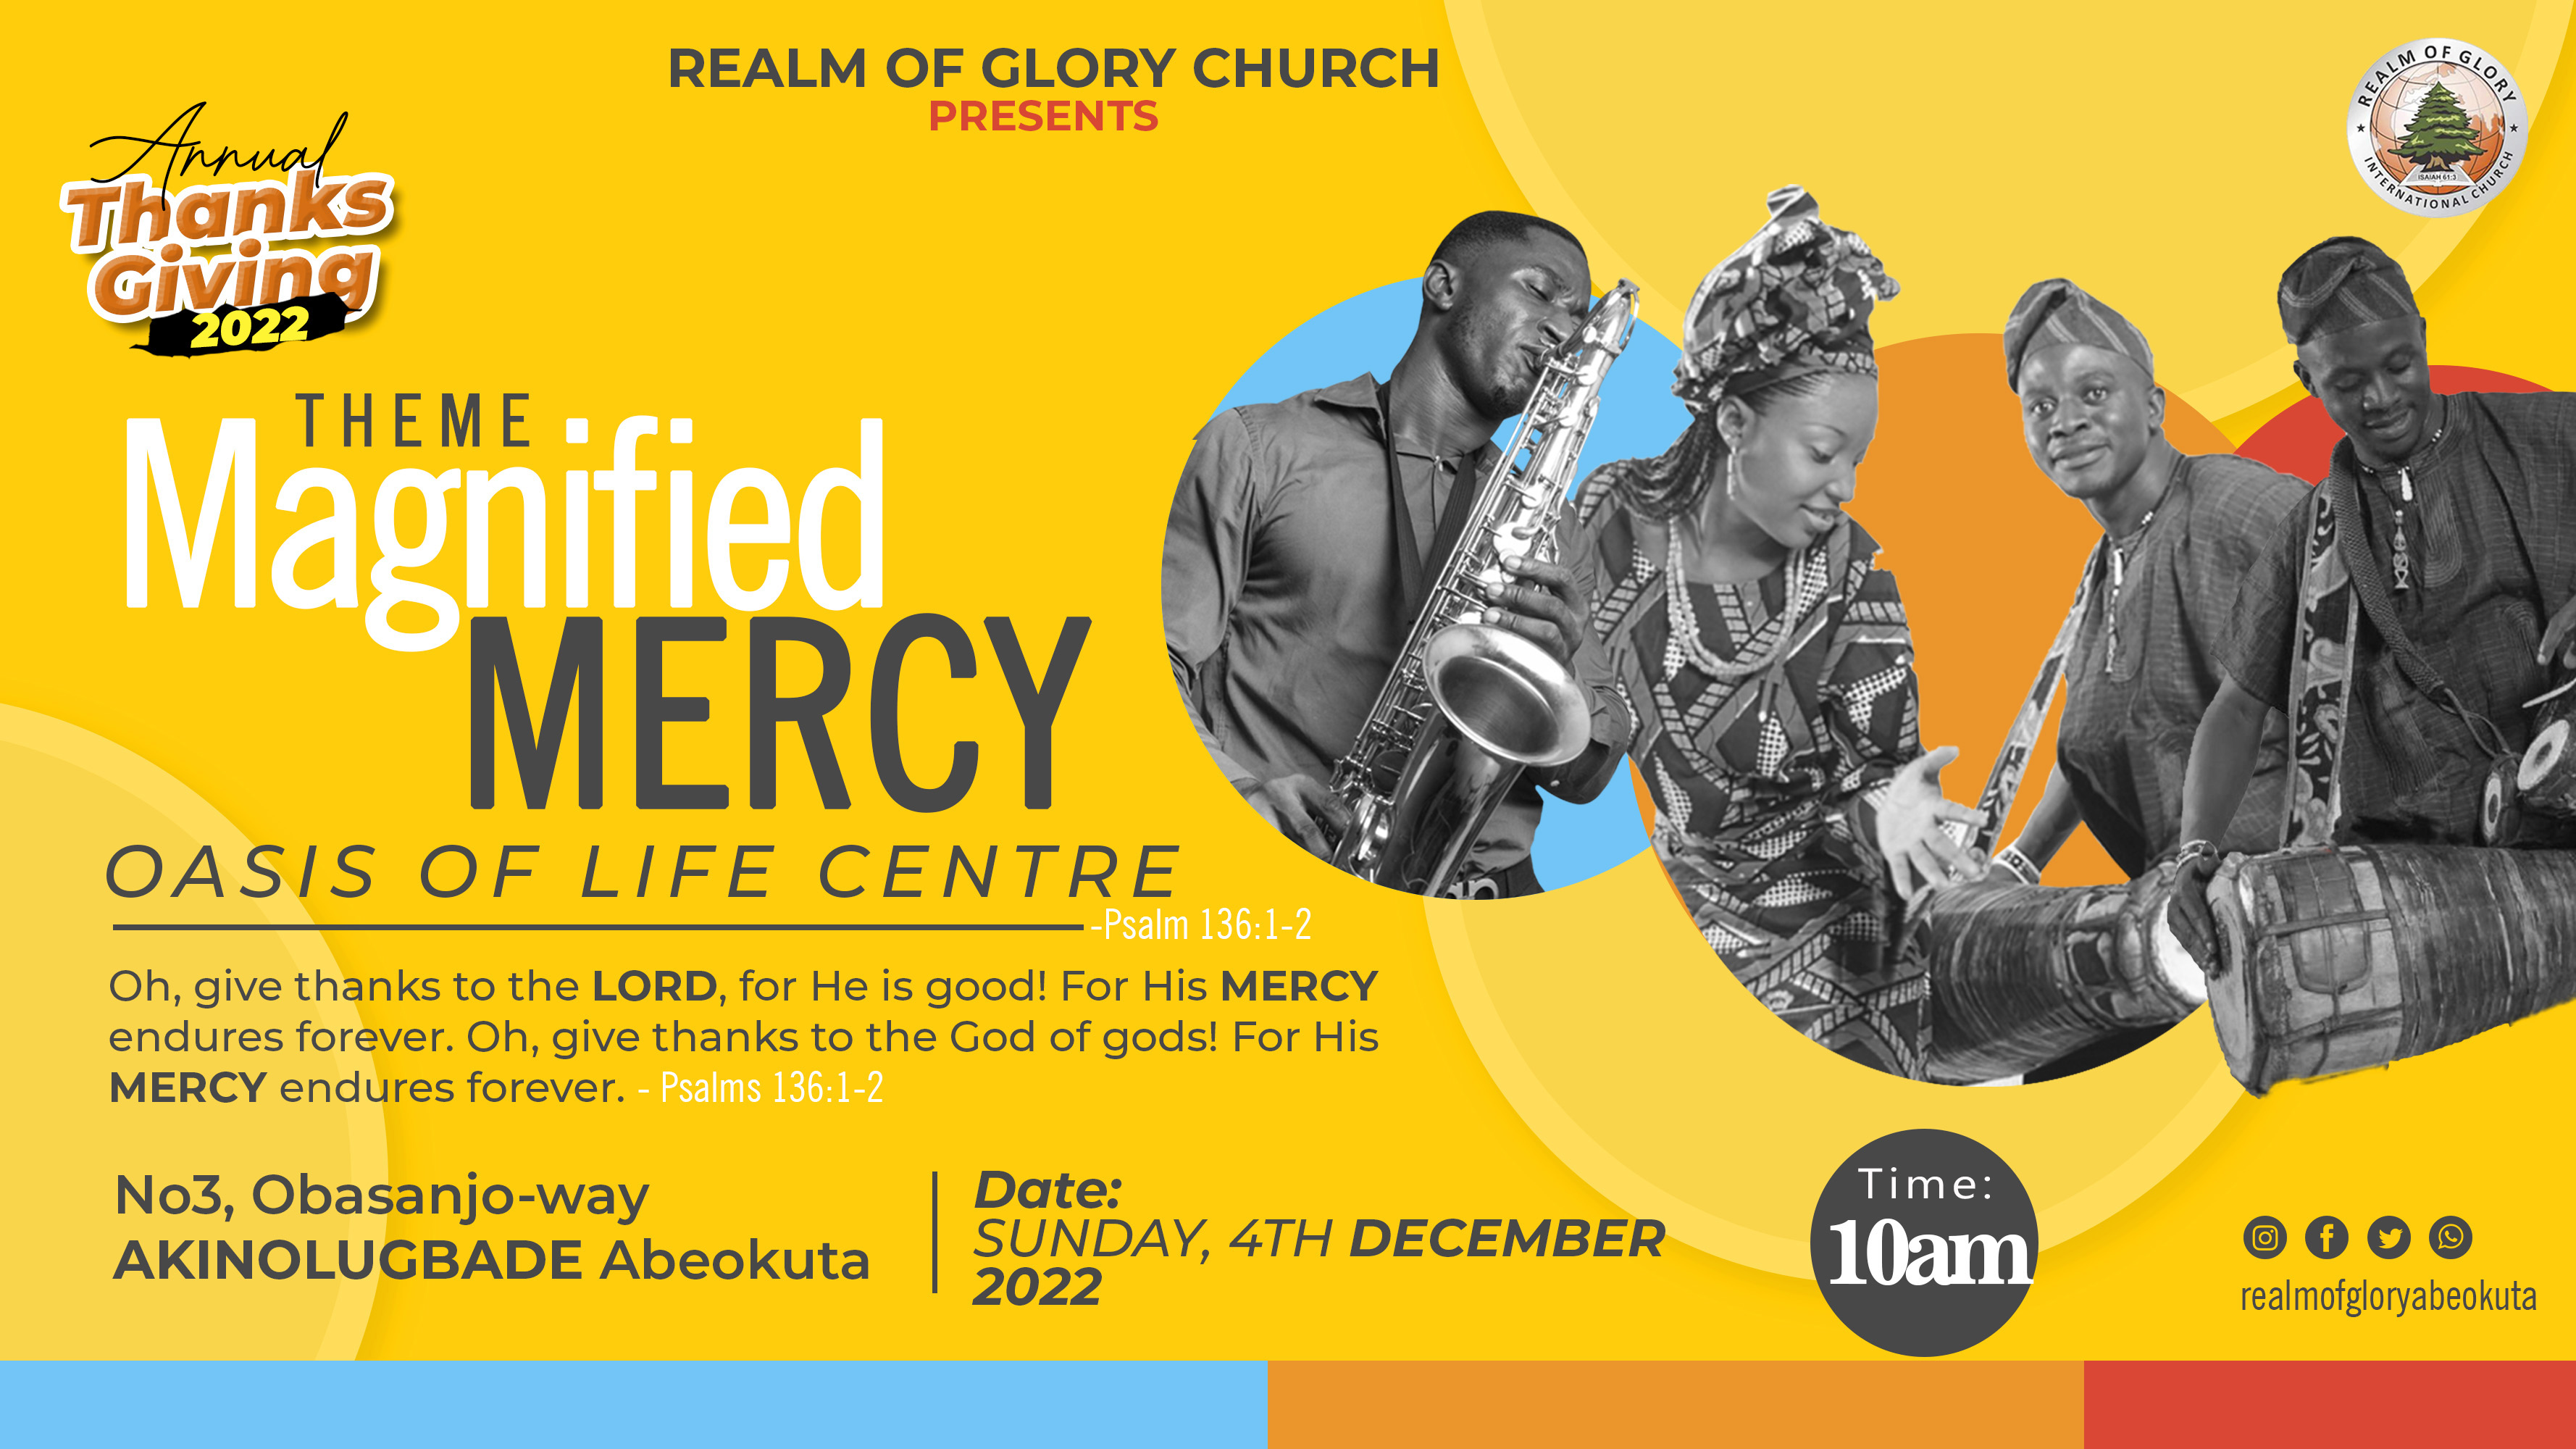 REALM OF GLORY CHURCH
PRESENTS
REALM OF GLORY
INTERNATIONAL CHURCH
ISAIAH 61:3
Annual
Thanks
Giving
2022
THEME
Magnified
MERCY
OASIS OF LIFE CENTRE
-Psalm 136:1-2
Oh, give thanks to the LORD, for He is good! For His MERCY
endures forever. Oh, give thanks to the God of gods! For His
MERCY endures forever. - Psalms 136:1-2
No3, Obasanjo-way
AKINOLUGBADE Abeokuta
Date:
SUNDAY, 4TH DECEMBER
2022
Time:
10am
realmofgloryabeokuta